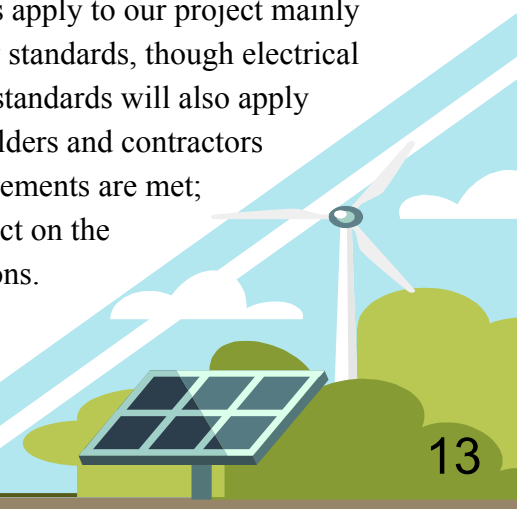 s apply to our project mainly
standards, though electrical
standards will also apply
lders and contractors
ements are met;
ct on the
ons.
13